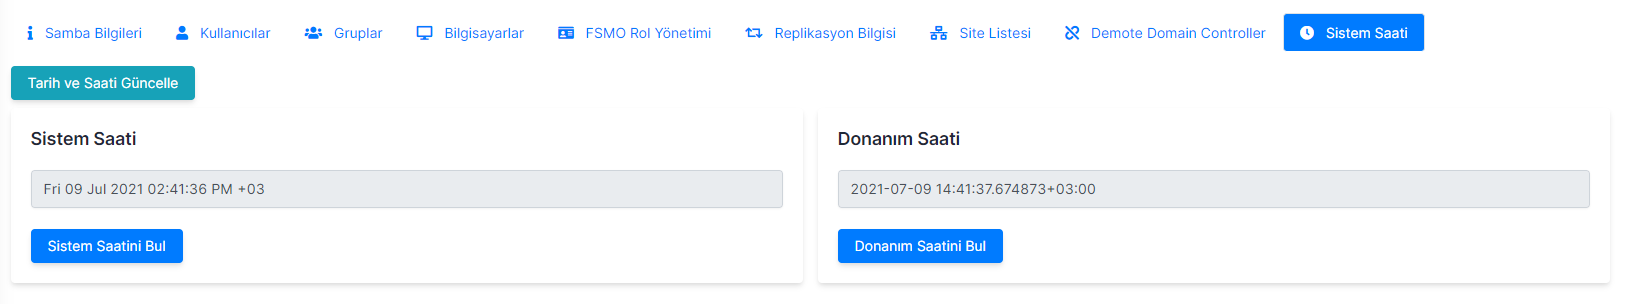 Samba Bilgileri Kullanıcılar Gruplar Bilgisayarlar FSMO Rol Yönetimi Replikasyon Bilgisi Site Listesi Demote Domain Controller Sistem Saati
Tarih ve Saati Güncelle
Sistem Saati
Fri 09 Jul 2021 02:41:36 PM +03
Sistem Saatini Bul
Donanım Saati
2021-07-09 14:41:37.674873+03:00
Donanım Saatini Bul